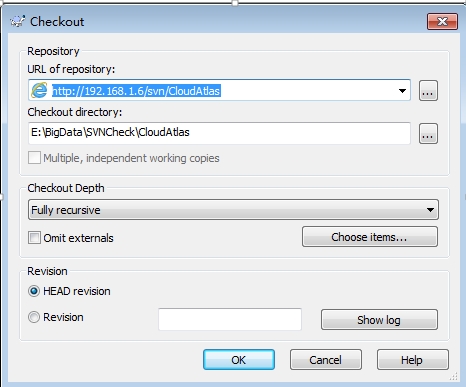 Checkout
Repository
URL of repository:
http://192.168.1.6/svn/CloudAtlas
...
Checkout directory:
E:\BigData\SVNCheck\CloudAtlas
...
Multiple, independent working copies
Checkout Depth
Fully recursive
Omit externals
Choose items...
Revision
HEAD revision
Revision
Show log
OK
Cancel
Help